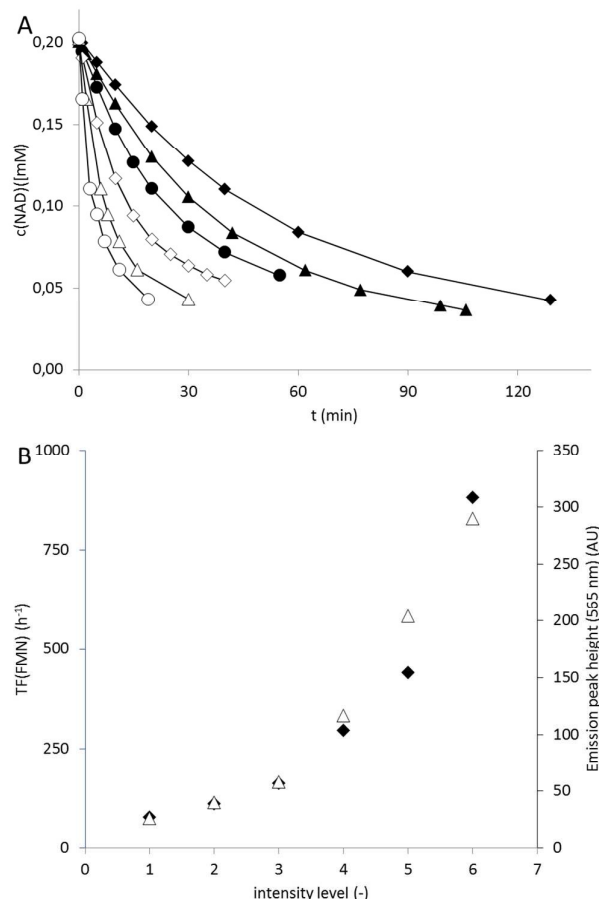 A
c(NAD)([mM)
0,20
0,15
0,10
0,05
0,00
0 30 60 90 120
t (min)
B
TF(FMN) (h-1)
1000
750
500
250
0
350
300
250
200
150
100
50
0
Emission peak height (565 nm) (AU)
0 1 2 3 4 5 6 7
intensity level (-)